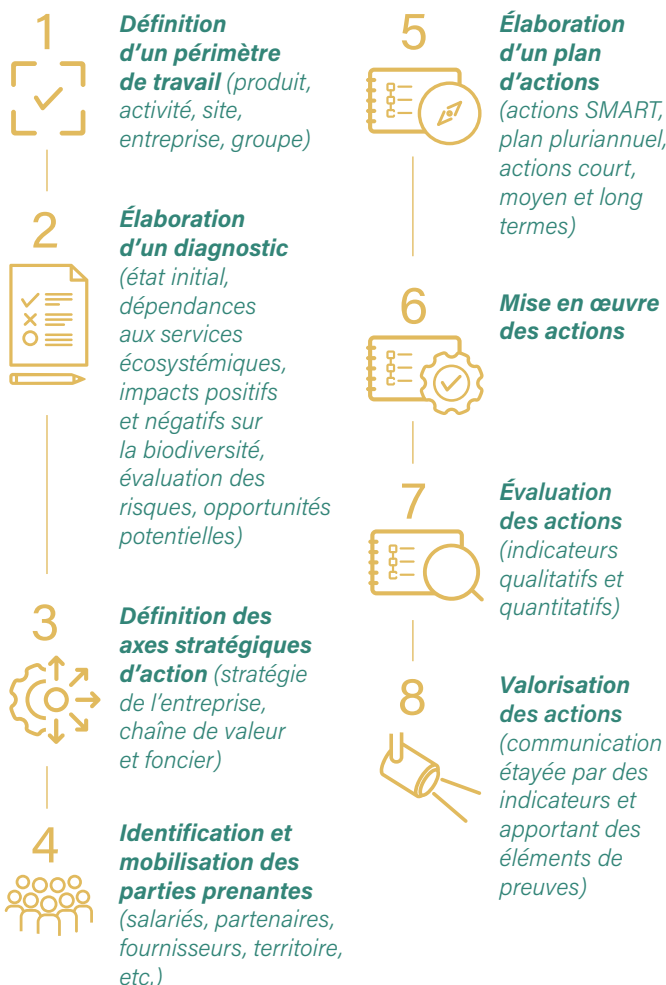 1
Définition
d’un périmètre
de travail (produit,
activité, site,
entreprise, groupe)
2
Élaboration
d’un diagnostic
(état initial,
dépendances
aux services
écosystémiques,
impacts positifs
et négatifs sur
la biodiversité,
évaluation des
risques, opportunités
potentielles)
3
Définition des
axes stratégiques
d’action (stratégie
de l’entreprise,
chaîne de valeur
et foncier)
4
Identification et
mobilisation des
parties prenantes
(salariés, partenaires,
fournisseurs, territoire,
etc.)
5
Élaboration
d’un plan
d’actions
(actions SMART,
plan pluriannuel,
actions court,
moyen et long
termes)
6
Mise en œuvre
des actions
7
Évaluation
des actions
(indicateurs
qualitatifs et
quantitatifs)
8
Valorisation
des actions
(communication
étayée par des
indicateurs et
apportant des
éléments de
preuves)